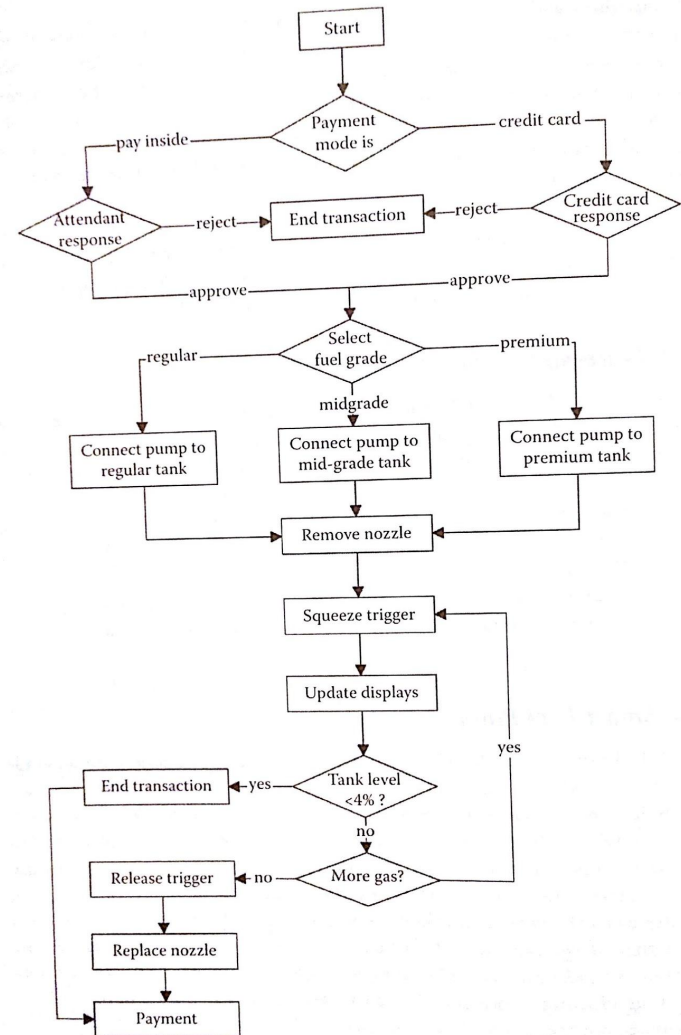 Start
Payment
mode is
pay inside
credit card
Attendant
response
reject
End transaction
reject
Credit card
response
approve
approve
Select
fuel grade
regular
premium
midgrade
Connect pump to
regular tank
Connect pump to
mid-grade tank
Connect pump to
premium tank
Remove nozzle
Squeeze trigger
Update displays
yes
End transaction
yes
Tank level
<4% ?
no
Release trigger
no
More gas?
Replace nozzle
Payment